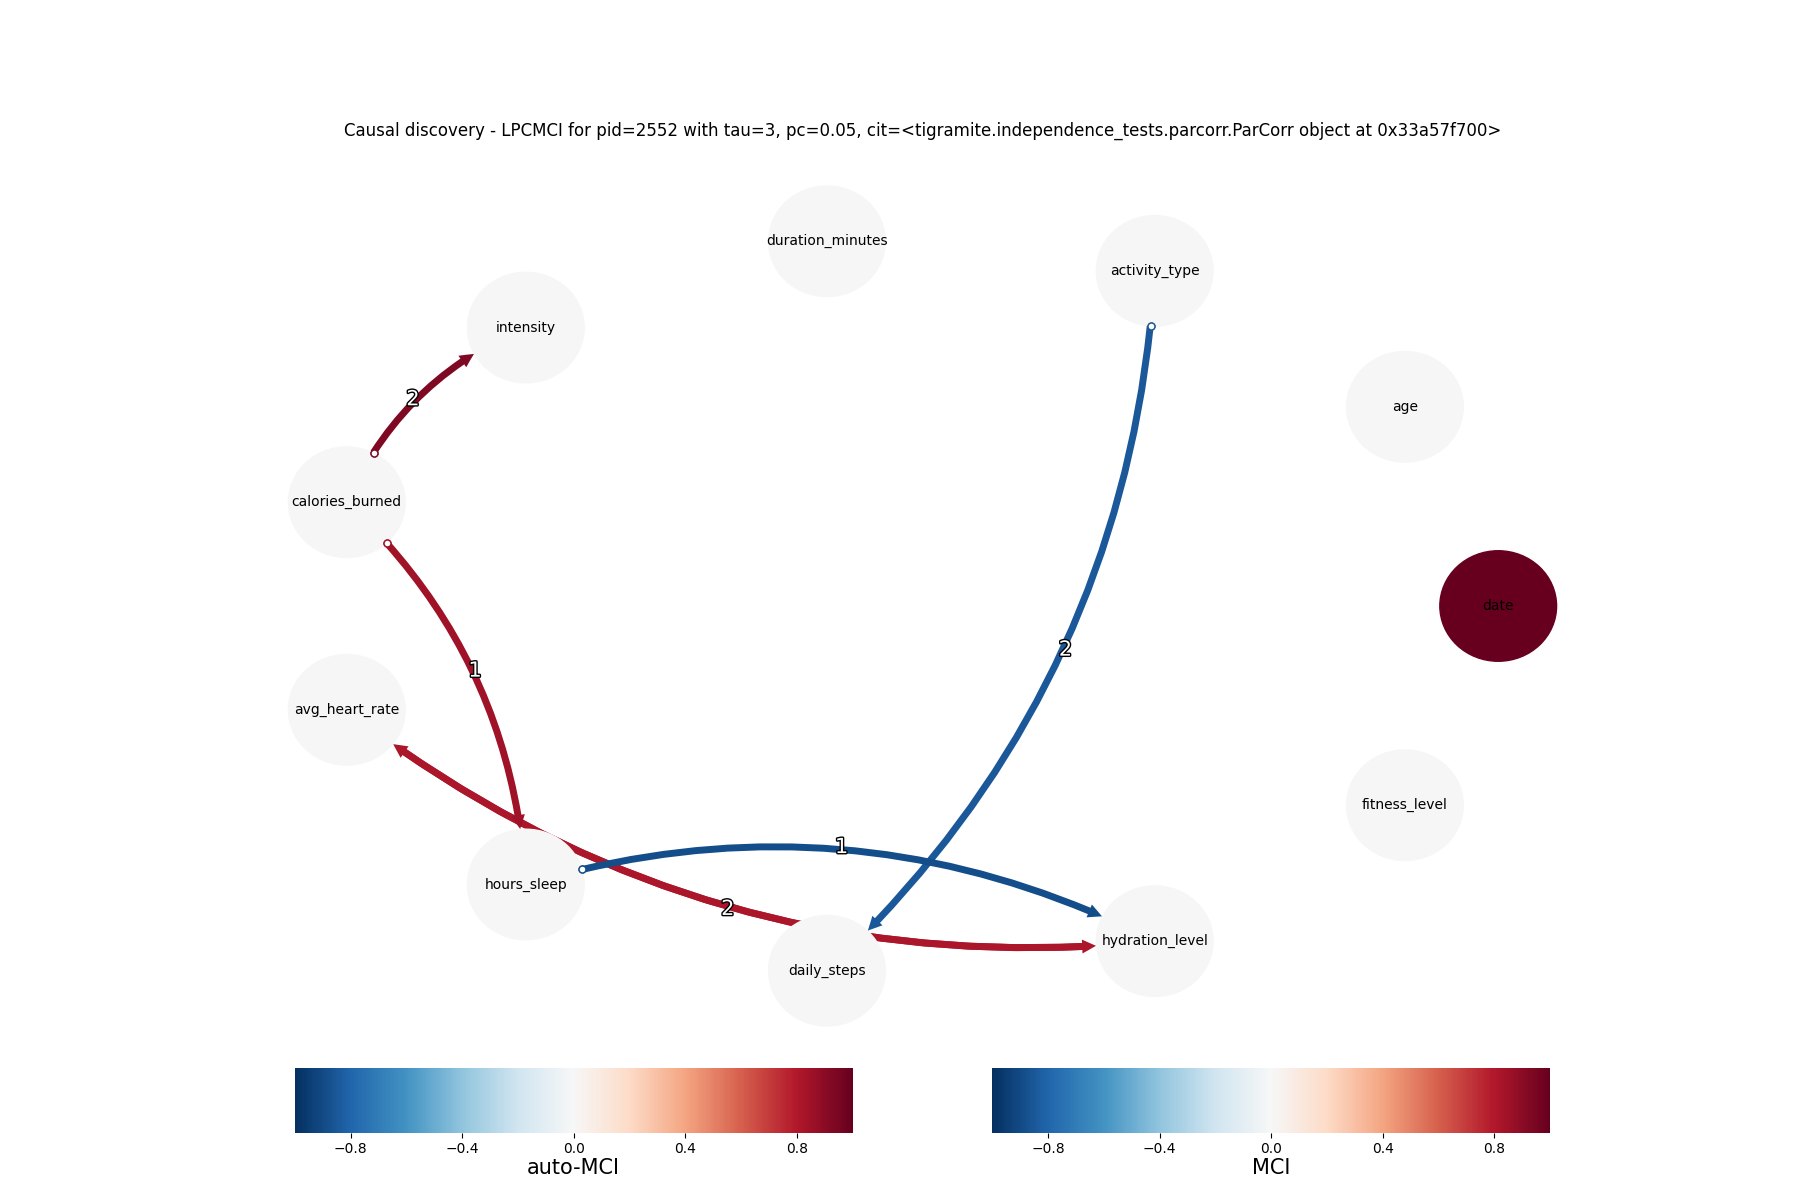 Causal discovery - LPCMCI for pid=2552 with tau=3, pc=0.05, cit=<tigramite.independence_tests.parcorr.ParCorr object at 0x33a57f700>
duration_minutes
activity_type
intensity
2
age
calories_burned
date
2
1
avg_heart_rate
fitness_level
1
hours_sleep
2
hydration_level
daily_steps
−0.8 −0.4 0.0 0.4 0.8
auto-MCI
−0.8 −0.4 0.0 0.4 0.8
MCI